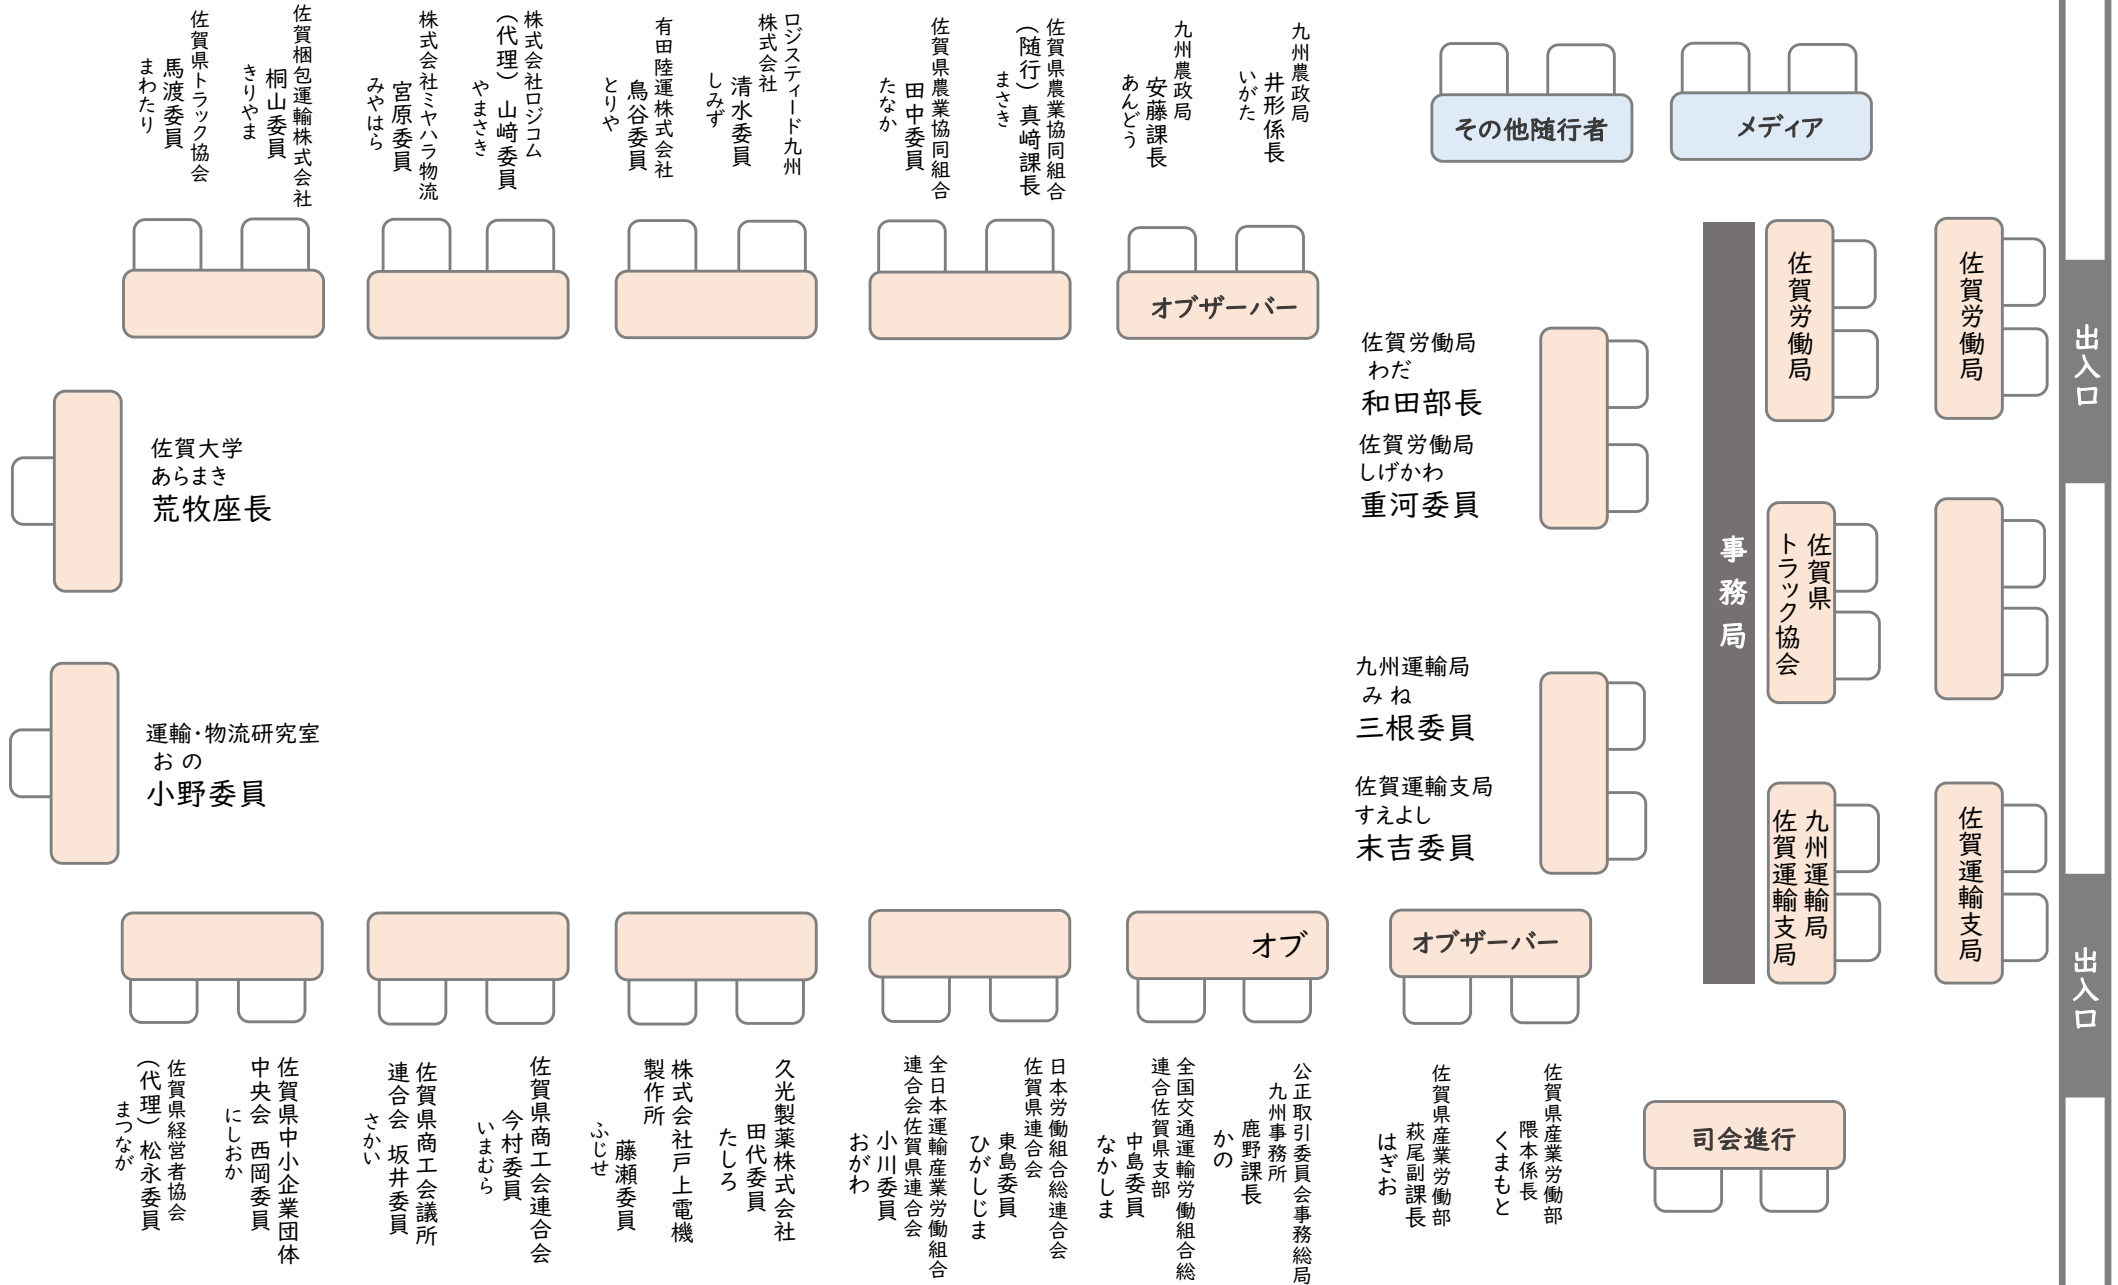 佐賀県トラック協会
馬渡委員
まわたり
佐賀梱包運輸株式会社
桐山委員
きりやま
株式会社ミヤハラ物流
宮原委員
みやはら
株式会社ロジコム
（代理）山﨑委員
やまさき
有田陸運株式会社
鳥谷委員
とりや
ロジスティード九州
株式会社
清水委員
しみず
佐賀県農業協同組合
田中委員
たなか
佐賀県農業協同組合
（随行）真﨑課長
まさき
九州農政局
安藤課長
あんどう
九州農政局
井形係長
いがた
その他随行者
メディア
オブザーバー
佐賀労働局
わだ
和田部長
佐賀労働局
しげかわ
重河委員
佐賀大学
あらまき
荒牧座長
運輸・物流研究室
おの
小野委員
九州運輸局
みね
三根委員
佐賀運輸支局
すえよし
末吉委員
事務局
佐賀労働局
佐賀労働局
佐賀県
トラック協会
九州運輸局
佐賀運輸支局
佐賀運輸支局
出入口
出入口
オブ
オブザーバー
佐賀県経営者協会
（代理）松永委員
まつなが
佐賀県中小企業団体
中央会 西岡委員
にしおか
佐賀県商工会議所
連合会 坂井委員
さかい
佐賀県商工会連合会
今村委員
いまむら
株式会社戸上電機
製作所
藤瀬委員
ふじせ
久光製薬株式会社
田代委員
たしろ
全日本運輸産業労働組合
連合会佐賀県連合会
小川委員
おがわ
日本労働組合総連合会
佐賀県連合会
東島委員
ひがしじま
全国交通運輸労働組合総
連合佐賀県支部
中島委員
なかしま
公正取引委員会事務総局
九州事務所
鹿野課長
かの
佐賀県産業労働部
萩尾副課長
はぎお
佐賀県産業労働部
隈本係長
くまもと
司会進行